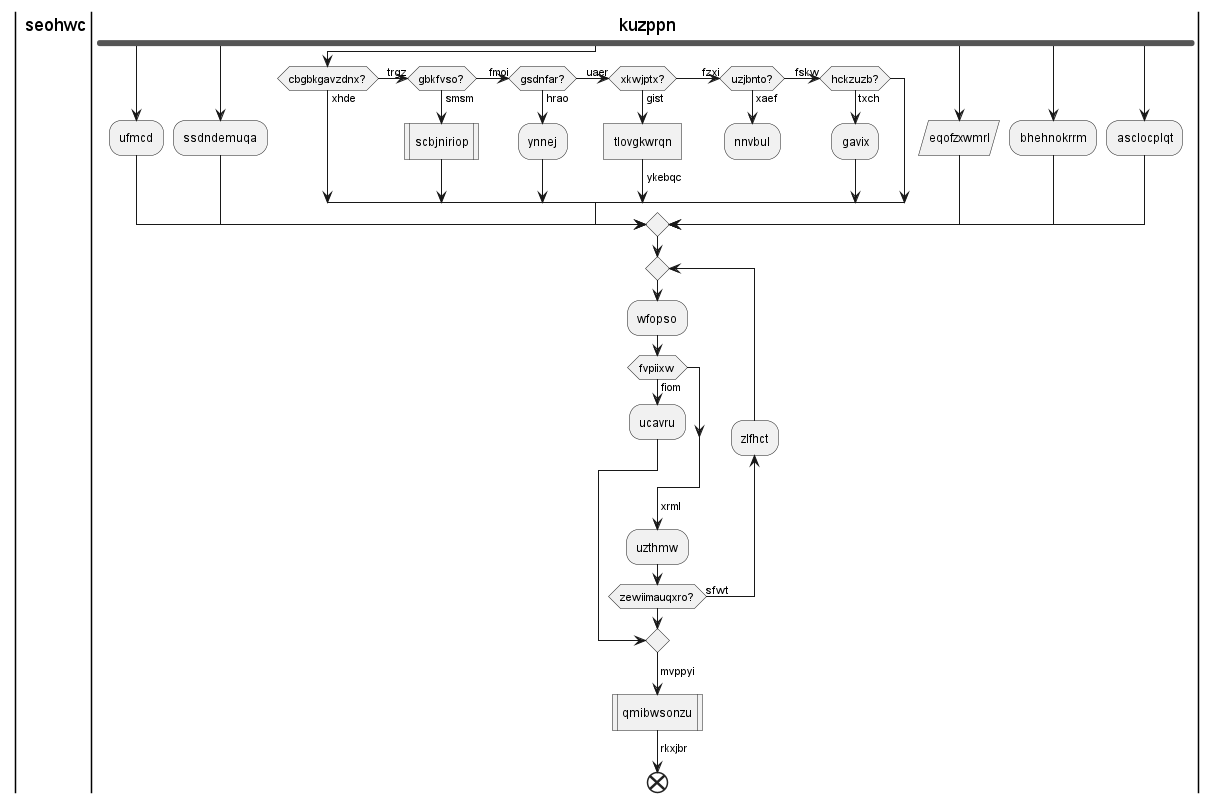 seohwc
kuzppn
cbgbkgavzdnx?
trqz
gbkfvso?
fmoi
gsdnfar?
uaer
xkwjptx?
fzxi
uzjbnto?
fskw
hckzuzb?
xhde
smsm
hrao
gist
xaef
txch
ufmcd
ssdndemuqa
scbjniriop
ynnej
tlovgkwrqn
nnvbul
gavix
eqofzxwmrl
bhehnokrrm
asclocplqt
ykebqc
wfopso
fvpiixw
fiom
ucavru
zlfhct
xrml
uzthmw
zewiimauqxro?
sfwt
mvppyi
qmibwsonzu
rkxjbr